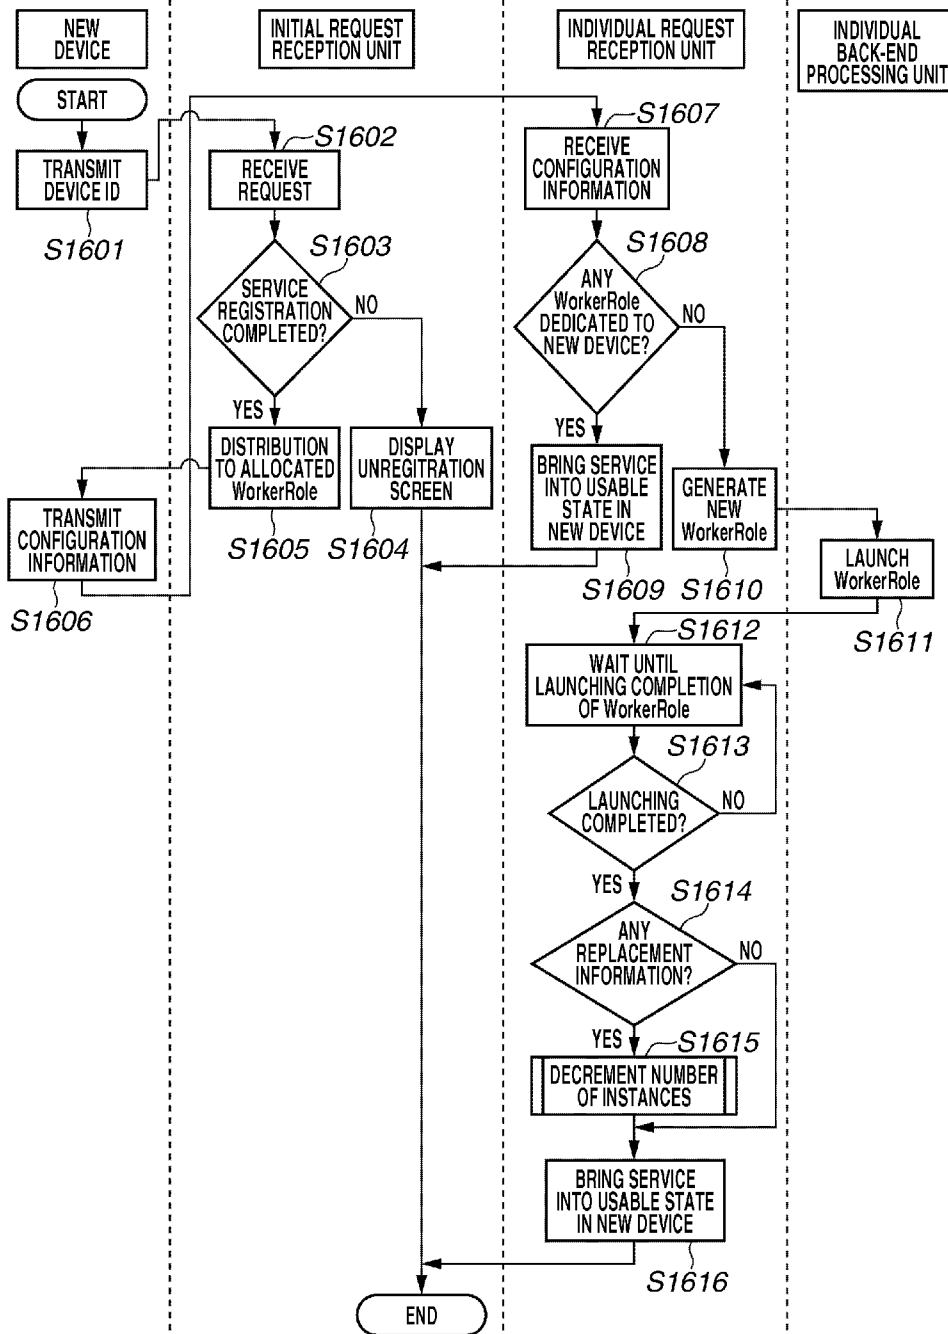 NEW
DEVICE
INITIAL REQUEST
RECEPTION UNIT
INDIVIDUAL REQUEST
RECEPTION UNIT
INDIVIDUAL
BACK-END
PROCESSING UNIT
START
TRANSMIT
DEVICE ID
S1601
S1602
RECEIVE
REQUEST
S1603
SERVICE
REGISTRATION
COMPLETED?
NO
YES
DISTRIBUTION
TO ALLOCATED
WorkerRole
S1605
DISPLAY
UNREGITRATION
SCREEN
S1604
TRANSMIT
CONFIGURATION
INFORMATION
S1606
S1607
RECEIVE
CONFIGURATION
INFORMATION
S1608
ANY
WorkerRole
DEDICATED TO
NEW DEVICE?
NO
YES
BRING SERVICE
INTO USABLE
STATE IN
NEW DEVICE
S1609
GENERATE
NEW
WorkerRole
S1610
LAUNCH
WorkerRole
S1611
S1612
WAIT UNTIL
LAUNCHING COMPLETION
OF WorkerRole
S1613
LAUNCHING
COMPLETED?
NO
YES
S1614
ANY
REPLACEMENT
INFORMATION?
NO
YES
S1615
DECREMENT NUMBER
OF INSTANCES
BRING SERVICE
INTO USABLE STATE
IN NEW DEVICE
S1616
END